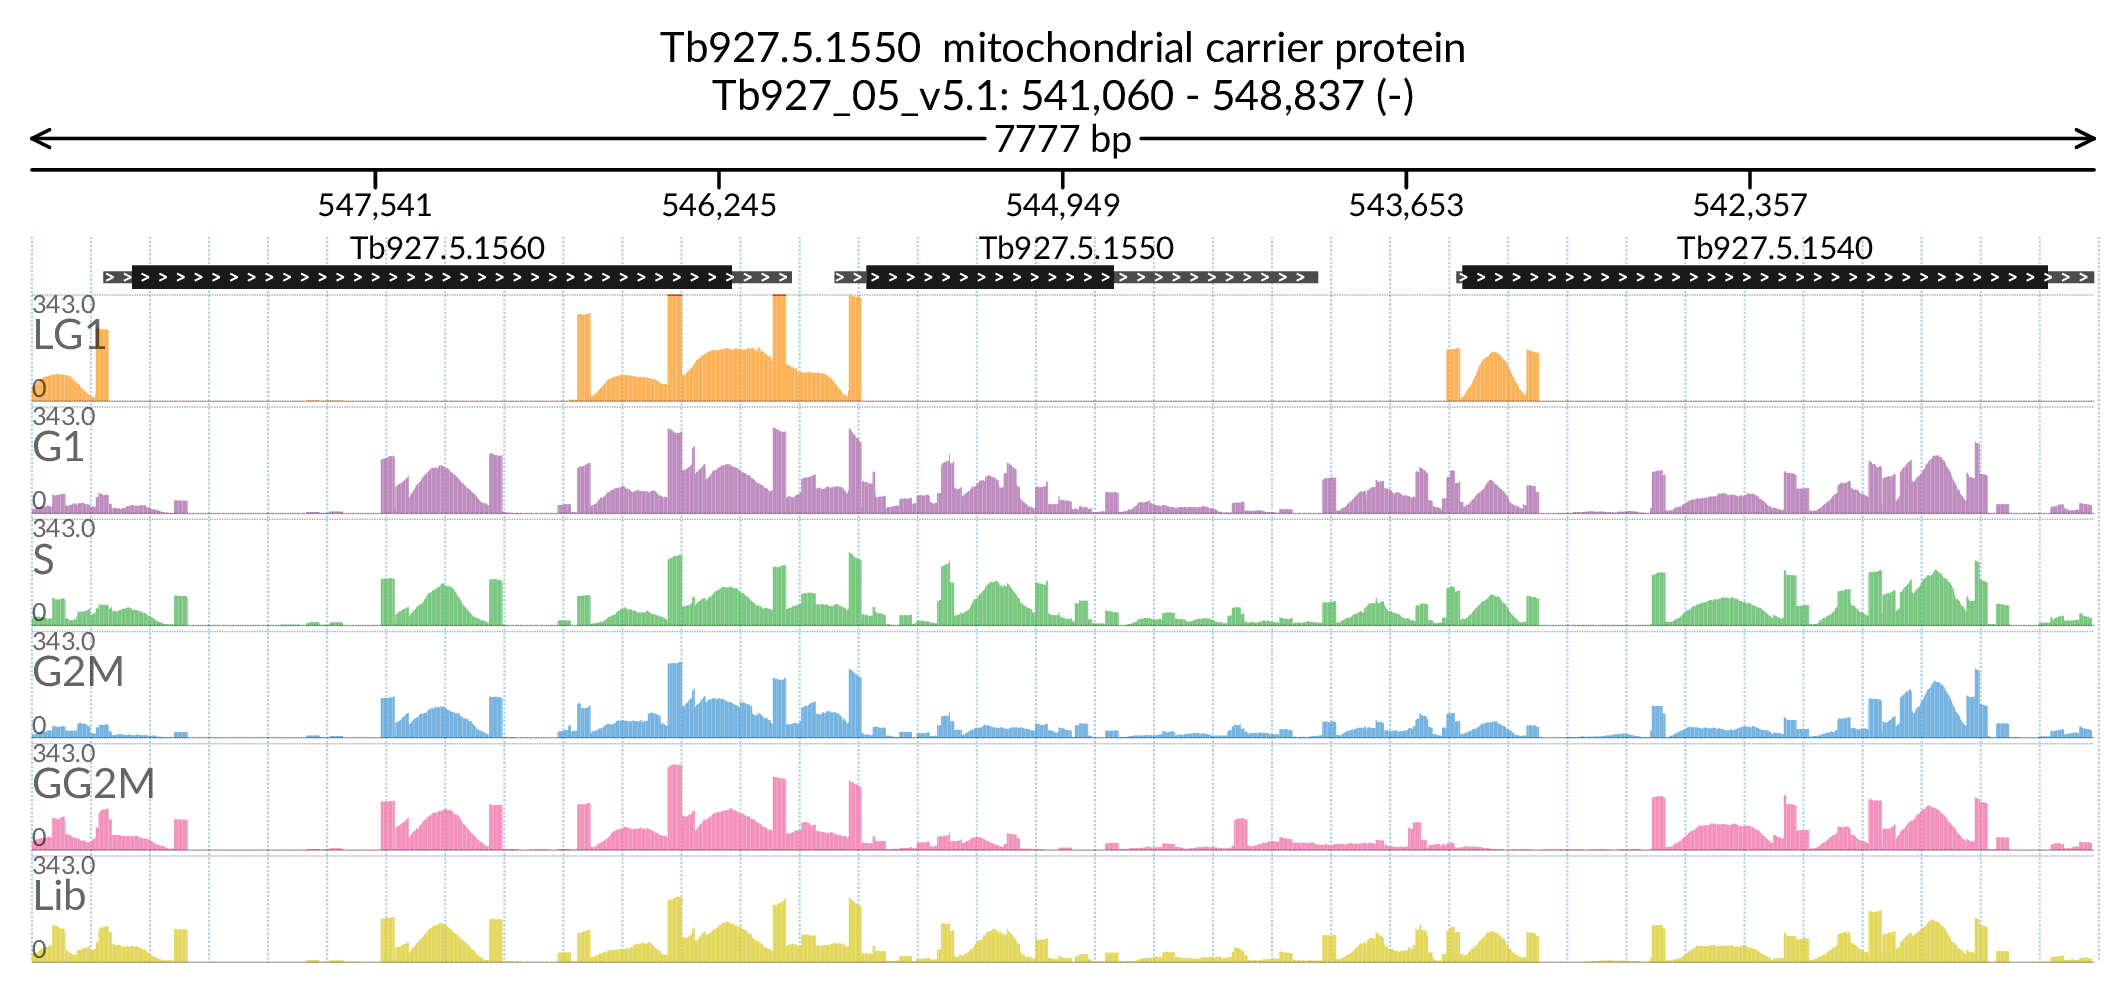 Tb927.5.1550  mitochondrial carrier protein
Tb927_05_v5.1: 541,060 - 548,837 (-)
7777 bp
547,541 546,245 544,949 543,653 542,357
Tb927.5.1560 Tb927.5.1550 Tb927.5.1540
343.0
LG1
0
343.0
G1
0
343.0
S
0
343.0
G2M
0
343.0
GG2M
0
343.0
Lib
0